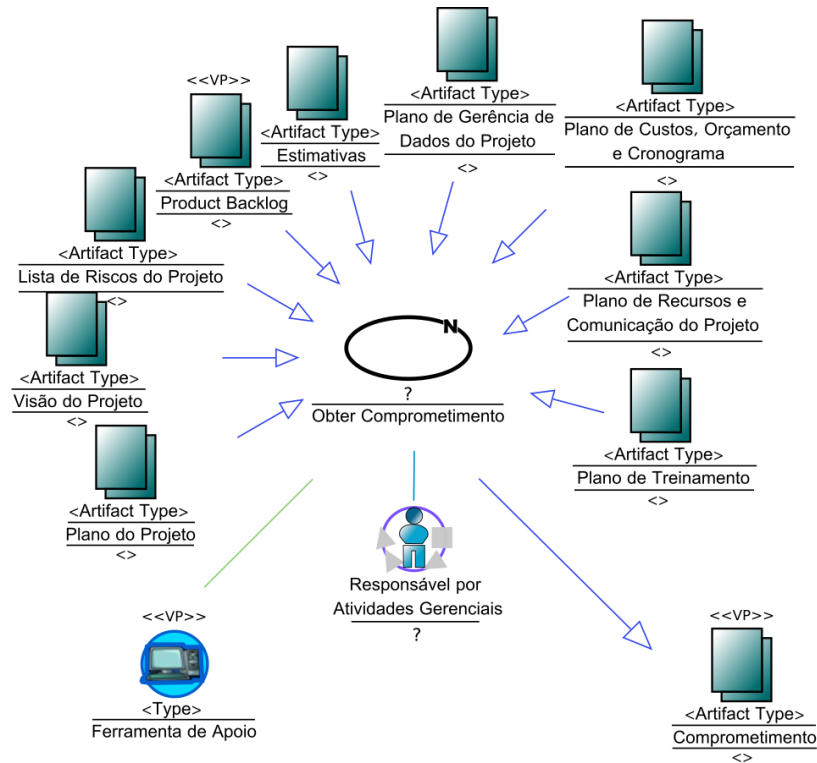 <Artifact Type>
Plano de Gerência de
Dados do Projeto
<>
<Artifact Type>
Plano de Custos, Orçamento
e Cronograma
<>
<Artifact Type>
Estimativas
<>
<<VP>>
<Artifact Type>
Product Backlog
<>
<Artifact Type>
Lista de Riscos do Projeto
<>
<Artifact Type>
Plano de Recursos e
Comunicação do Projeto
<>
<Artifact Type>
Visão do Projeto
<>
N
?
Obter Comprometimento
<Artifact Type>
Plano de Treinamento
<>
<Artifact Type>
Plano do Projeto
<>
Responsável por
Atividades Gerenciais
?
<<VP>>
<Type>
Ferramenta de Apoio
<<VP>>
<Artifact Type>
Comprometimento
<>